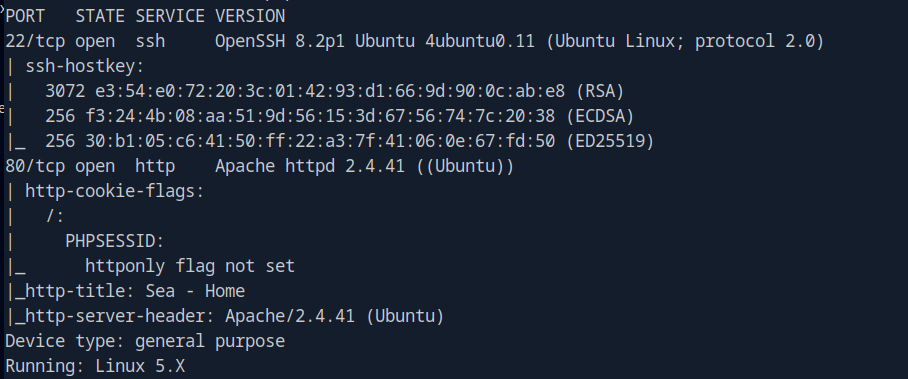 PORT   STATE SERVICE VERSION
22/tcp open  ssh     OpenSSH 8.2p1 Ubuntu 4ubuntu0.11 (Ubuntu Linux; protocol 2.0)
| ssh-hostkey:
|   3072 e3:54:e0:72:20:3c:01:42:93:d1:66:9d:90:0c:ab:e8 (RSA)
|   256 f3:24:4b:08:aa:51:9d:56:15:3d:67:56:74:7c:20:38 (ECDSA)
|_  256 30:b1:05:c6:41:50:ff:22:a3:7f:41:06:0e:67:fd:50 (ED25519)
80/tcp open  http    Apache httpd 2.4.41 ((Ubuntu))
| http-cookie-flags:
|   /:
|     PHPSESSID:
|_      httponly flag not set
|_http-title: Sea - Home
|_http-server-header: Apache/2.4.41 (Ubuntu)
Device type: general purpose
Running: Linux 5.X